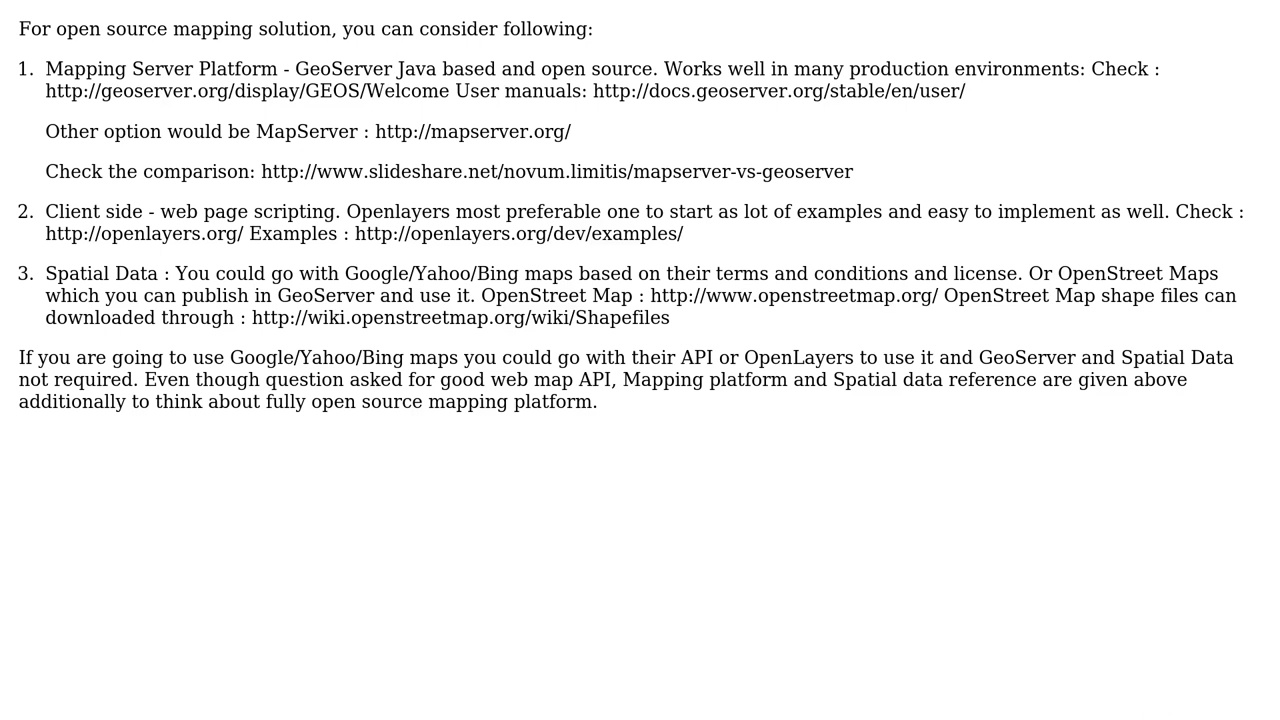 For open source mapping solution, you can consider following:
1. Mapping Server Platform - GeoServer Java based and open source. Works well in many production environments: Check :
http://geoserver.org/display/GEOS/Welcome User manuals: http://docs.geoserver.org/stable/en/user/
Other option would be MapServer : http://mapserver.org/
Check the comparison: http://www.slideshare.net/novum.limitis/mapserver-vs-geoserver
2. Client side - web page scripting. Openlayers most preferable one to start as lot of examples and easy to implement as well. Check :
http://openlayers.org/ Examples : http://openlayers.org/dev/examples/
3. Spatial Data : You could go with Google/Yahoo/Bing maps based on their terms and conditions and license. Or OpenStreet Maps
which you can publish in GeoServer and use it. OpenStreet Map : http://www.openstreetmap.org/ OpenStreet Map shape files can
downloaded through : http://wiki.openstreetmap.org/wiki/Shapefiles
If you are going to use Google/Yahoo/Bing maps you could go with their API or OpenLayers to use it and GeoServer and Spatial Data
not required. Even though question asked for good web map API, Mapping platform and Spatial data reference are given above
additionally to think about fully open source mapping platform.